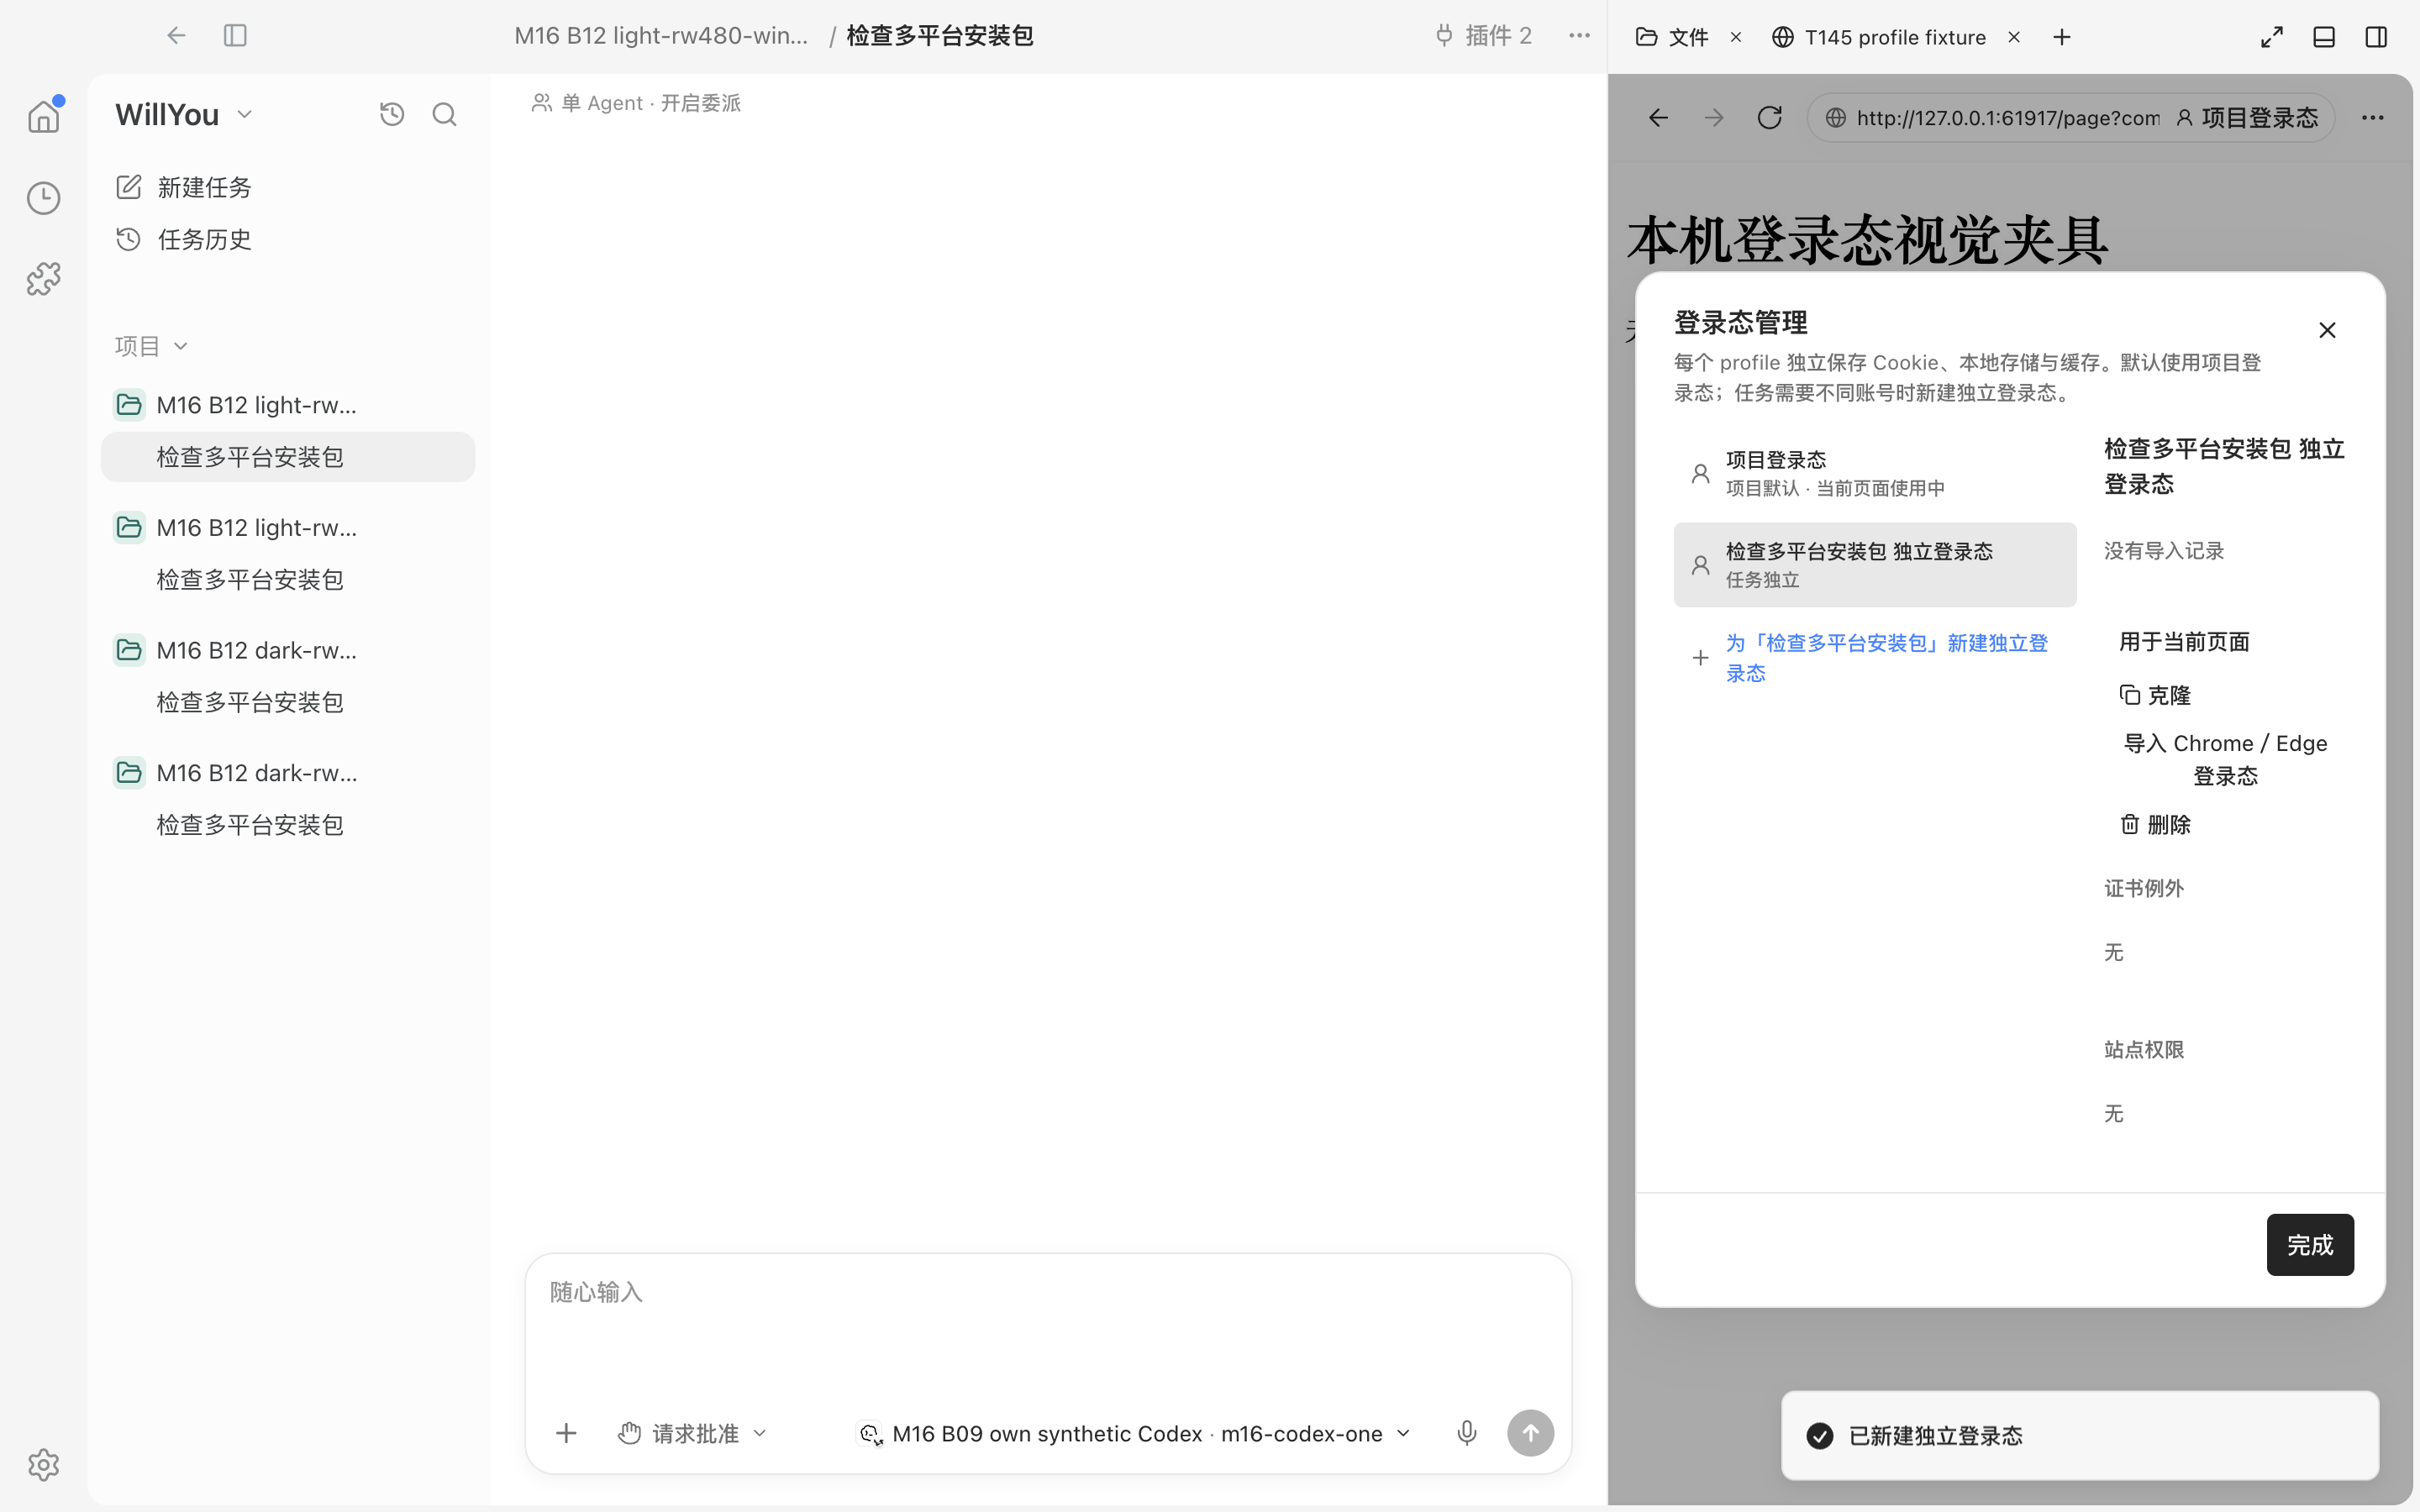 M16 B12 light-rw480-win... / 检查多平台安装包
插件 2
文件
T145 profile fixture
WillYou
新建任务
任务历史
项目
M16 B12 light-rw...
检查多平台安装包
M16 B12 light-rw...
检查多平台安装包
M16 B12 dark-rw...
检查多平台安装包
M16 B12 dark-rw...
检查多平台安装包
单 Agent · 开启委派
随心输入
请求批准
M16 B09 own synthetic Codex · m16-codex-one
http://127.0.0.1:61917/page?com
项目登录态
本机登录态视觉夹具
登录态管理
每个 profile 独立保存 Cookie、本地存储与缓存。默认使用项目登
录态；任务需要不同账号时新建独立登录态。
项目登录态
项目默认 · 当前页面使用中
检查多平台安装包 独立登录态
任务独立
为「检查多平台安装包」新建独立登
录态
检查多平台安装包 独立
登录态
没有导入记录
用于当前页面
克隆
导入 Chrome / Edge
登录态
删除
证书例外
无
站点权限
无
完成
已新建独立登录态